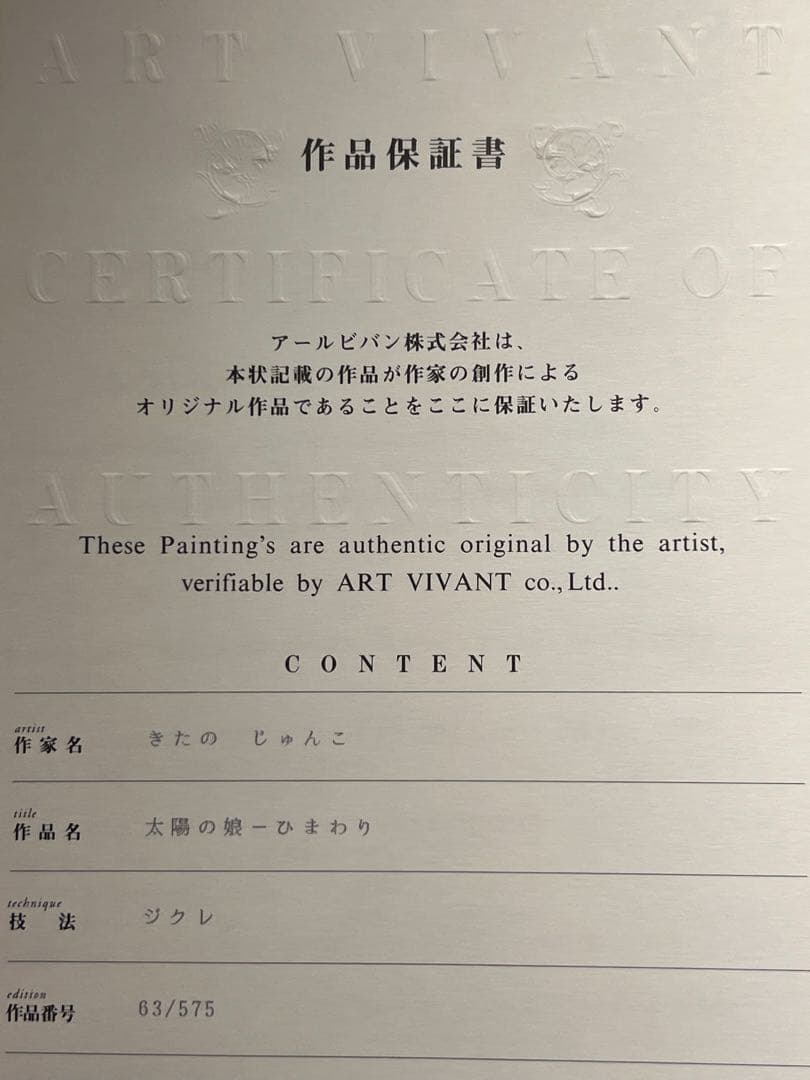 ART VIVANT
作品保証書
CERTIFICATE OF
アールビバン株式会社は、
本状記載の作品が作家の創作による
オリジナル作品であることをここに保証いたします。
AUTHENTICITY
These Painting's are authentic original by the artist,
verifiable by ART VIVANT co., Ltd..
CONTENT
artist
作家名 きたの じゅんこ
title
作品名 太陽の娘－ひまわり
technique
技 法 ジクレ
edition
作品番号 63/575